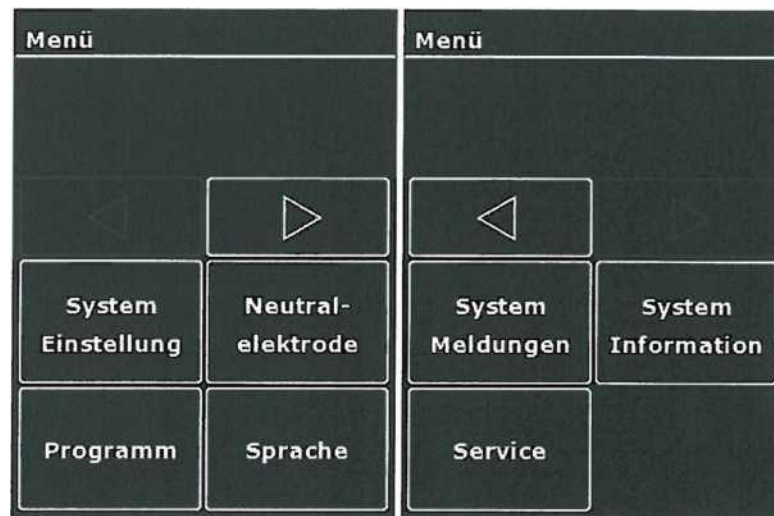 Menü
System
Einstellung
Neutral-
elektrode
Programm
Sprache
Menü
System
Meldungen
System
Information
Service